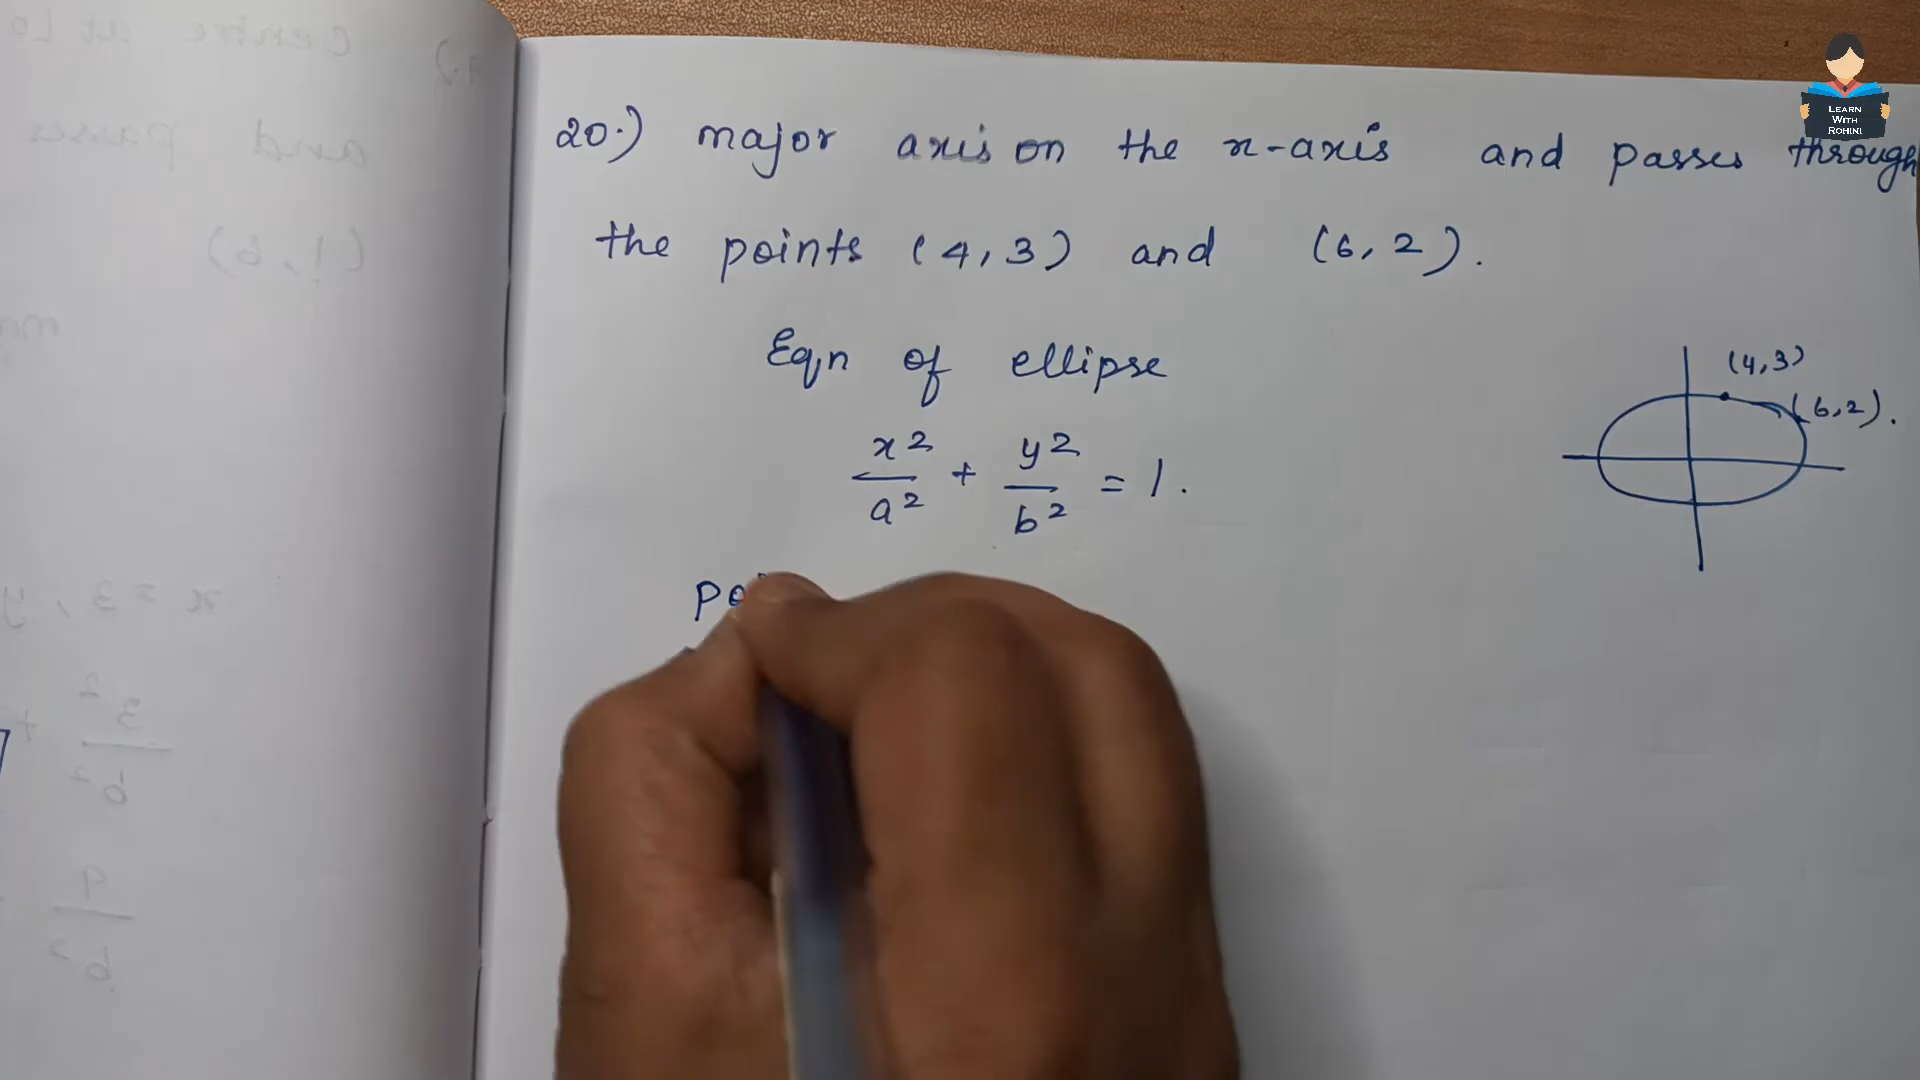 20.) major axis on the x-axis and passes through
the points (4,3) and (6,2).
Eqn of ellipse
x²/a² + y²/b² = 1.
(4,3)
(6,2).
LEARN
WITH
ROHINI